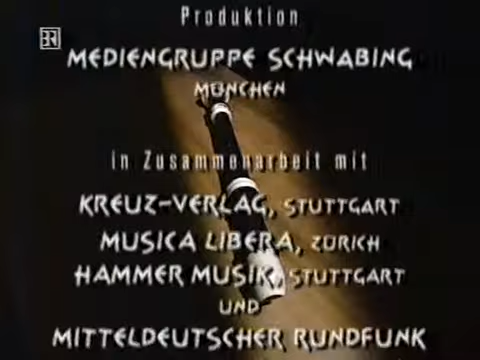 Produktion
BR
MEDIENGRUPPE SCHWABING
MÜNCHEN
in Zusammenarbeit mit
KREUZ-VERLAG, STUTTGART
MUSICA LIBERA, ZÜRICH
HAMMER MUSIK, STUTTGART
UND
MITTELDEUTSCHER RUNDFUNK